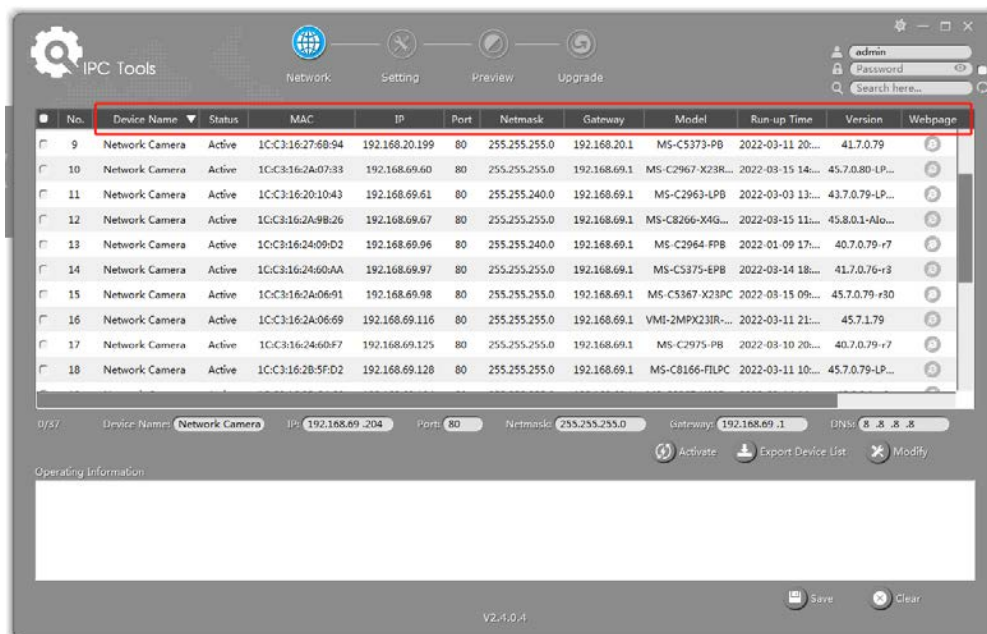 IPC Tools
Network Setting Preview Upgrade
admin
Password
Search here...
No. Device Name ▼ Status MAC IP Port Netmask Gateway Model Run-up Time Version Webpage
9 Network Camera Active 1C:C3:16:27:6B:94 192.168.20.199 80 255.255.255.0 192.168.20.1 MS-C5373-PB 2022-03-11 20:... 41.7.0.79
10 Network Camera Active 1C:C3:16:2A:07:33 192.168.69.60 80 255.255.255.0 192.168.69.1 MS-C2967-X23R... 2022-03-15 14:... 45.7.0.80-LP...
11 Network Camera Active 1C:C3:16:20:10:43 192.168.69.61 80 255.255.240.0 192.168.69.1 MS-C2963-LPB 2022-03-03 13:... 43.7.0.79-LP...
12 Network Camera Active 1C:C3:16:2A:9B:26 192.168.69.67 80 255.255.255.0 192.168.69.1 MS-C8266-X4G... 2022-03-15 11:... 45.8.0.1-AIo...
13 Network Camera Active 1C:C3:16:24:09:D2 192.168.69.96 80 255.255.240.0 192.168.69.1 MS-C2964-FPB 2022-01-09 17:... 40.7.0.79-r7
14 Network Camera Active 1C:C3:16:24:60:AA 192.168.69.97 80 255.255.255.0 192.168.69.1 MS-C5375-EPB 2022-03-14 18:... 41.7.0.76-r3
15 Network Camera Active 1C:C3:16:2A:06:91 192.168.69.98 80 255.255.255.0 192.168.69.1 MS-C5367-X23PC 2022-03-15 09:... 45.7.0.79-r30
16 Network Camera Active 1C:C3:16:2A:06:69 192.168.69.116 80 255.255.255.0 192.168.69.1 VMI-2MPX23IR-... 2022-03-11 21:... 45.7.1.79
17 Network Camera Active 1C:C3:16:24:60:F7 192.168.69.125 80 255.255.255.0 192.168.69.1 MS-C2975-PB 2022-03-10 20:... 40.7.0.79-r7
18 Network Camera Active 1C:C3:16:2B:5F:D2 192.168.69.128 80 255.255.255.0 192.168.69.1 MS-C8166-FILPC 2022-03-11 10:... 45.7.0.79-LP...
0/37 Device Name: Network Camera IP: 192.168.69 .204 Port: 80 Netmask: 255.255.255.0 Gateway: 192.168.69 .1 DNS: 8 .8 .8 .8
Activate Export Device List Modify
Operating Information
Save Clear
V2.4.0.4